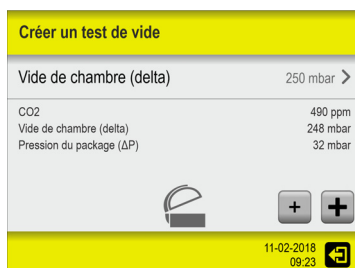 Créer un test de vide
Vide de chambre (delta) 250 mbar
CO2 490 ppm
Vide de chambre (delta) 248 mbar
Pression du package (ΔP) 32 mbar
+ +
11-02-2018
09:23